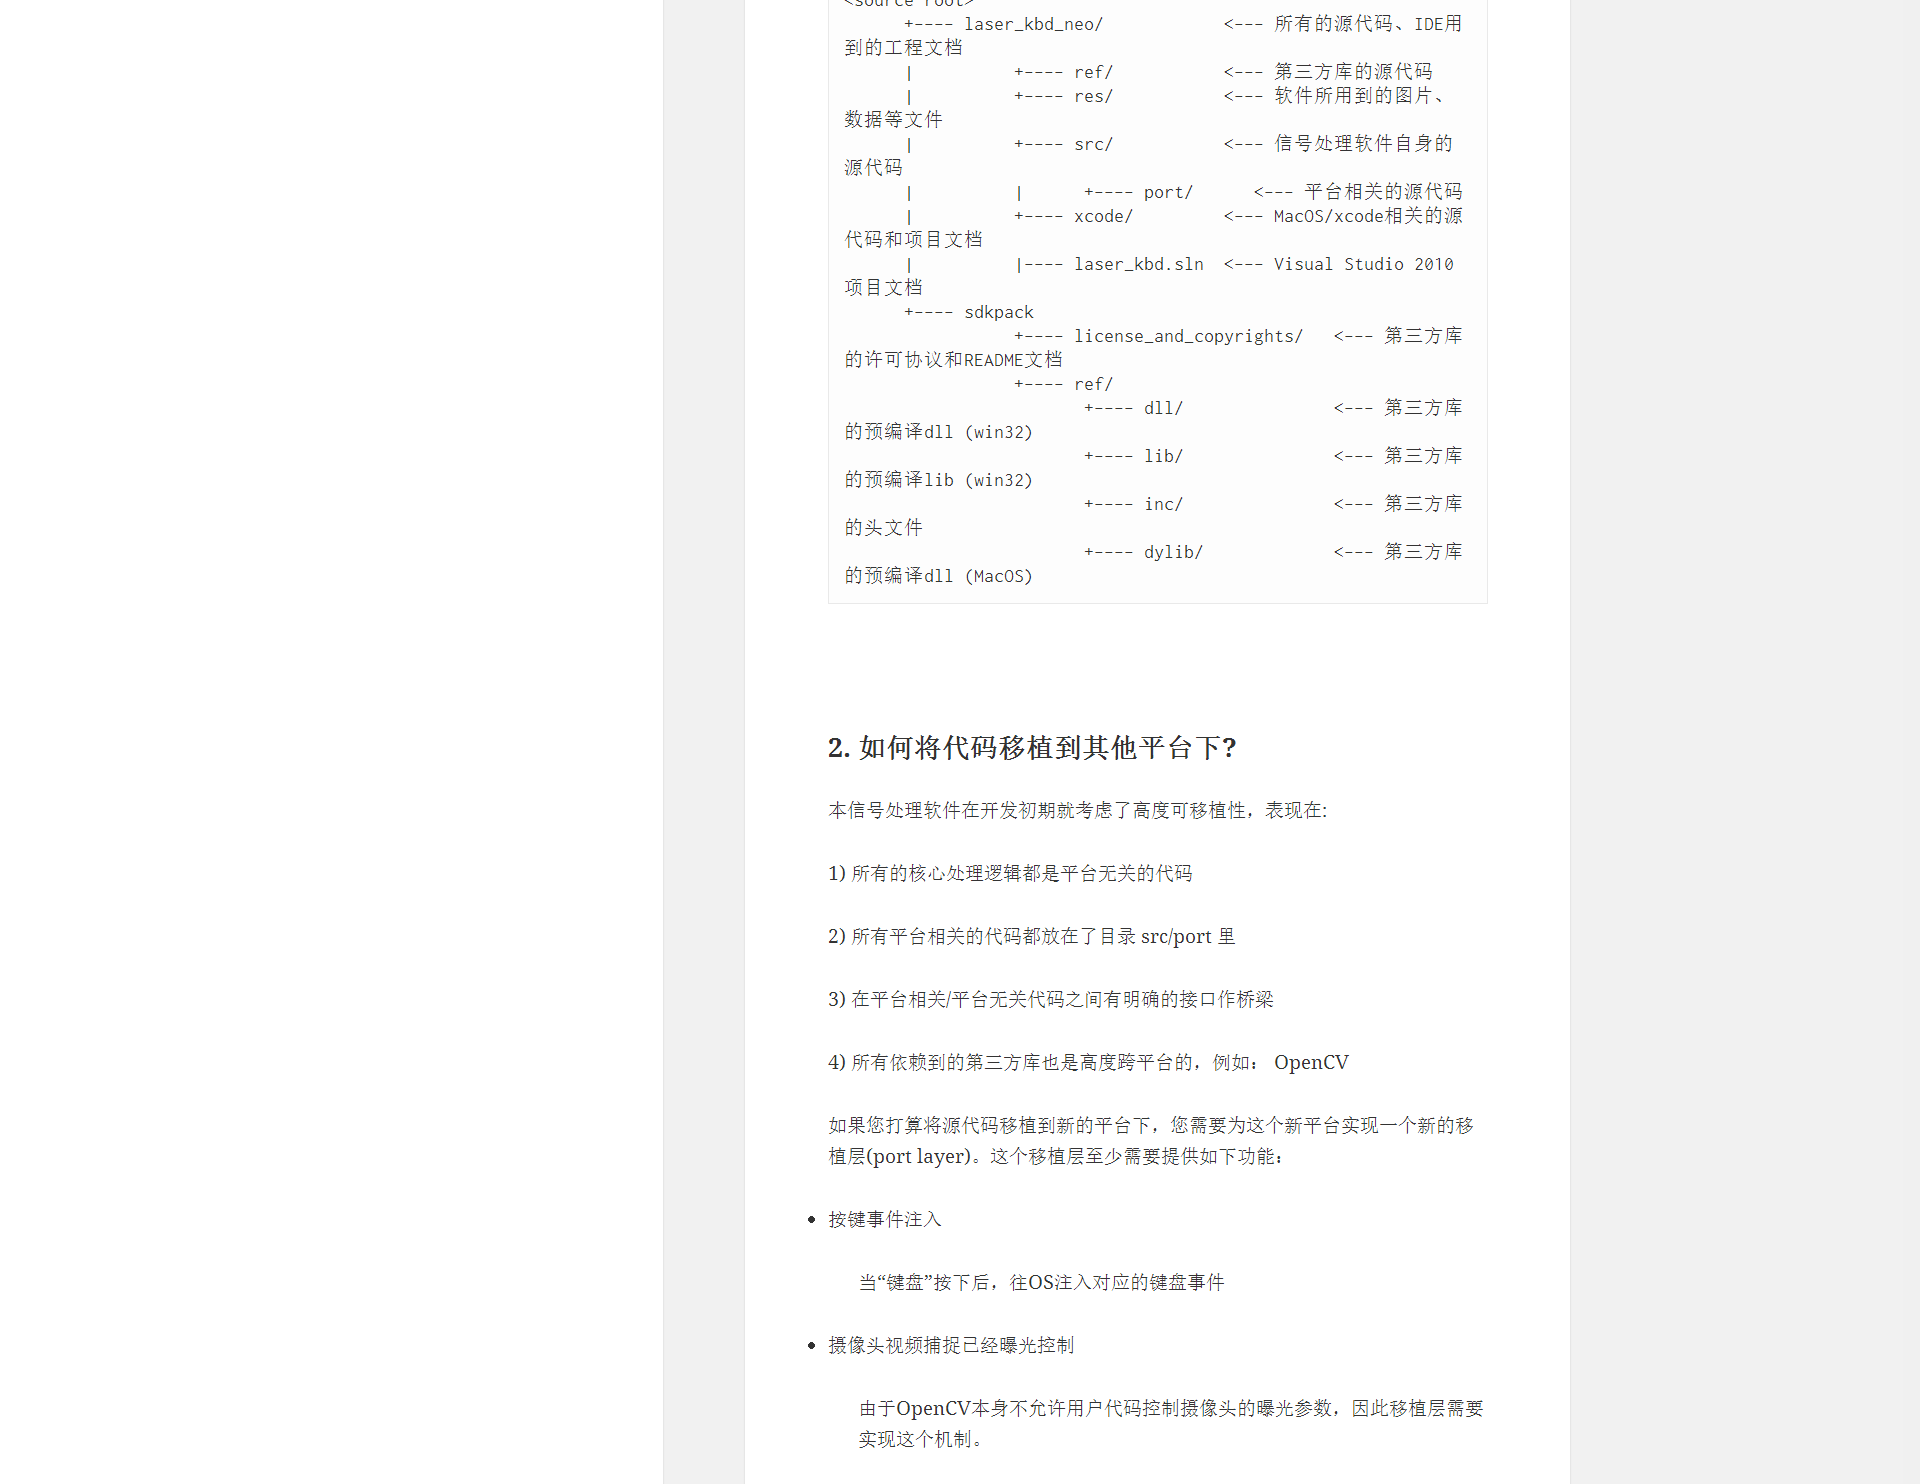 <source root>
      +---- laser_kbd_neo/            <--- 所有的源代码、IDE用
到的工程文档
      |          +---- ref/           <--- 第三方库的源代码
      |          +---- res/           <--- 软件所用到的图片、
数据等文件
      |          +---- src/           <--- 信号处理软件自身的
源代码
      |          |      +---- port/      <--- 平台相关的源代码
      |          +---- xcode/         <--- MacOS/xcode相关的源
代码和项目文档
      |          |---- laser_kbd.sln  <--- Visual Studio 2010
项目文档
      +---- sdkpack
                 +---- license_and_copyrights/   <--- 第三方库
的许可协议和README文档
                 +---- ref/
                        +---- dll/               <--- 第三方库
的预编译dll (win32)
                        +---- lib/               <--- 第三方库
的预编译lib (win32)
                        +---- inc/               <--- 第三方库
的头文件
                        +---- dylib/             <--- 第三方库
的预编译dll (MacOS)
2. 如何将代码移植到其他平台下?
本信号处理软件在开发初期就考虑了高度可移植性，表现在:
1) 所有的核心处理逻辑都是平台无关的代码
2) 所有平台相关的代码都放在了目录 src/port 里
3) 在平台相关/平台无关代码之间有明确的接口作桥梁
4) 所有依赖到的第三方库也是高度跨平台的，例如： OpenCV
如果您打算将源代码移植到新的平台下，您需要为这个新平台实现一个新的移
植层(port layer)。这个移植层至少需要提供如下功能：
• 按键事件注入
当“键盘”按下后，往OS注入对应的键盘事件
• 摄像头视频捕捉已经曝光控制
由于OpenCV本身不允许用户代码控制摄像头的曝光参数，因此移植层需要
实现这个机制。